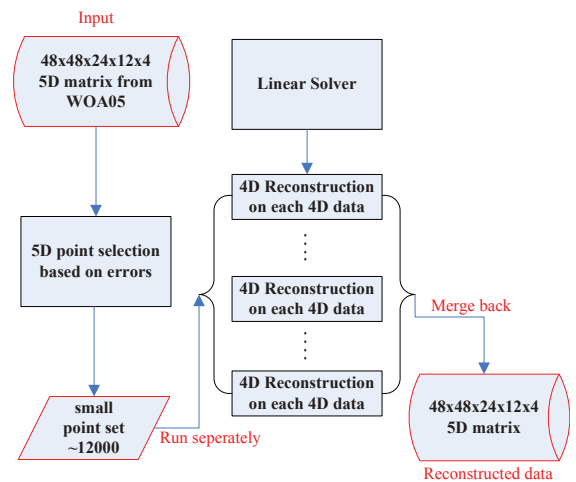 Input
48x48x24x12x4
5D matrix from
WOA05
5D point selection
based on errors
small
point set
~12000
Run seperately
Linear Solver
4D Reconstruction
on each 4D data
4D Reconstruction
on each 4D data
4D Reconstruction
on each 4D data
Merge back
48x48x24x12x4
5D matrix
Reconstructed data